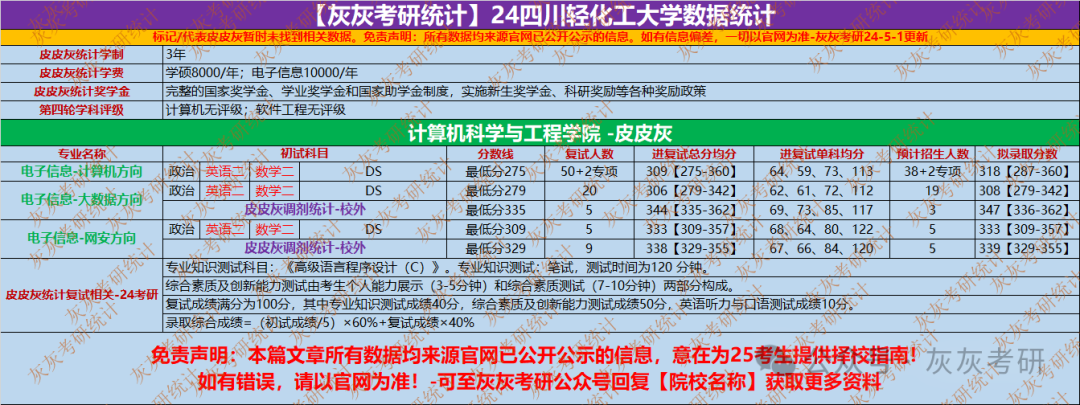 【灰灰考研统计】24四川轻化工大学数据统计
标记/代表皮皮灰暂时未找到相关数据。免责声明：所有数据均来源官网已公开公示的信息。如有信息偏差，一切以官网为准-灰灰考研24-5-1更新
皮皮灰统计学制 3年
皮皮灰统计学费 学硕8000/年；电子信息10000/年
皮皮灰统计奖学金 完整的国家奖学金、学业奖学金和国家助学金制度，实施新生奖学金、科研奖励等各种奖励政策
第四轮学科评级 计算机无评级；软件工程无评级
计算机科学与工程学院 -皮皮灰
专业名称 初试科目 分数线 复试人数 进复试总分均分 进复试单科均分 预计招生人数 拟录取分数
电子信息-计算机方向 政治 英语二 数学二 DS 最低分275 50+2专项 309【275-360】 64、59、73、113 38+2专项 318【287-360】
电子信息-大数据方向 政治 英语二 数学二 DS 最低分279 20 306【279-342】 62、61、72、112 19 308【279-342】
皮皮灰调剂统计-校外 最低分335 5 344【335-362】 69、73、85、117 3 347【336-362】
电子信息-网安方向 政治 英语二 数学二 DS 最低分309 5 333【309-357】 68、64、80、122 5 333【309-357】
皮皮灰调剂统计-校外 最低分329 9 338【329-355】 67、66、84、120 5 339【329-355】
皮皮灰统计复试相关-24考研
专业知识测试科目：《高级语言程序设计（C）》。专业知识测试：笔试，测试时间为120 分钟。
综合素质及创新能力测试由考生个人能力展示（3-5分钟）和综合素质测试（7-10分钟）两部分构成。
复试成绩满分为100分，其中专业知识测试成绩40分，综合素质及创新能力测试成绩50分，英语听力与口语测试成绩10分。
录取综合成绩=（初试成绩/5）×60%+复试成绩×40%
免责声明：本篇文章所有数据均来源官网已公开公示的信息，意在为25考生提供择校指南！
如有错误，请以官网为准！-可至灰灰考研公众号回复【院校名称】获取更多资料
公众号 灰灰考研
灰灰考研统计